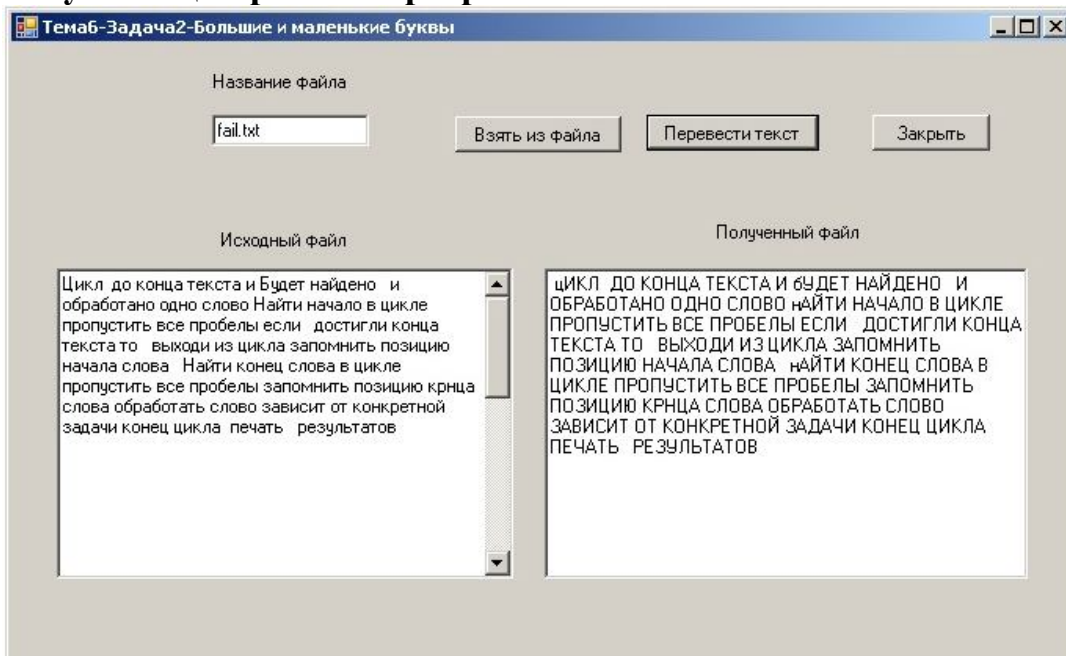 Тема6-Задача2-Большие и маленькие буквы
Название файла
fail.txt
Взять из файла
Перевести текст
Закрыть
Исходный файл
Полученный файл
Цикл  до конца текста и Будет найдено   и
обработано одно слово Найти начало в цикле
пропустить все пробелы если   достигли конца
текста то   выходи из цикла запомнить позицию
начала слова   Найти конец слова в цикле
пропустить все пробелы запомнить позицию крнца
слова обработать слово зависит от конкретной
задачи конец цикла  печать   результатов
цИКЛ  ДО КОНЦА ТЕКСТА И бУДЕТ НАЙДЕНО   И
ОБРАБОТАНО ОДНО СЛОВО нАЙТИ НАЧАЛО В ЦИКЛЕ
ПРОПУСТИТЬ ВСЕ ПРОБЕЛЫ ЕСЛИ   ДОСТИГЛИ КОНЦА
ТЕКСТА ТО   ВЫХОДИ ИЗ ЦИКЛА ЗАПОМНИТЬ
ПОЗИЦИЮ НАЧАЛА СЛОВА   нАЙТИ КОНЕЦ СЛОВА В
ЦИКЛЕ ПРОПУСТИТЬ ВСЕ ПРОБЕЛЫ ЗАПОМНИТЬ
ПОЗИЦИЮ КРНЦА СЛОВА ОБРАБОТАТЬ СЛОВО
ЗАВИСИТ ОТ КОНКРЕТНОЙ ЗАДАЧИ КОНЕЦ ЦИКЛА
ПЕЧАТЬ   РЕЗУЛЬТАТОВ